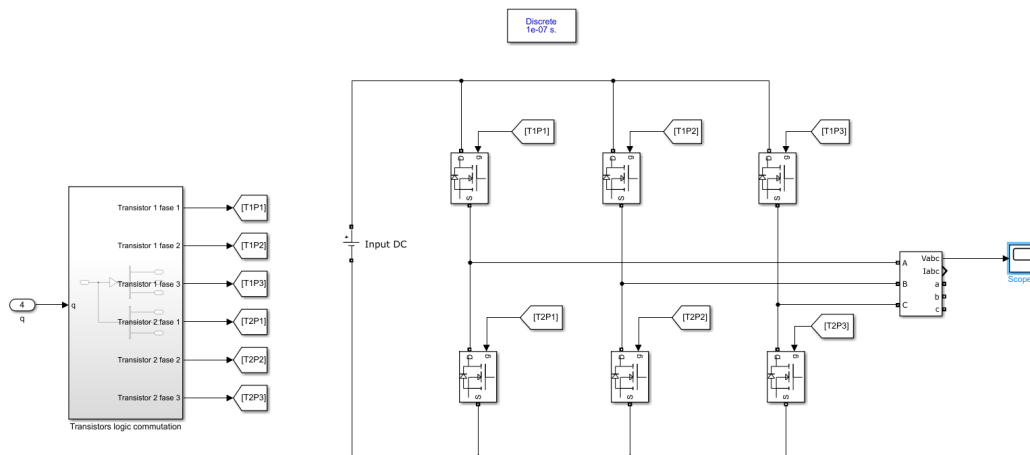 Discrete
1e-07 s.
[T1P1]
[T1P2]
[T1P3]
g
D
S
g
D
S
g
D
S
Transistor 1 fase 1
[T1P1]
Transistor 1 fase 2
[T1P2]
Transistor 1 fase 3
[T1P3]
Transistor 2 fase 1
[T2P1]
Transistor 2 fase 2
[T2P2]
Transistor 2 fase 3
[T2P3]
4
q
q
Transistors logic commutation
+
Input DC
A
B
C
Vabc
Iabc
a
b
c
Scope
[T2P1]
[T2P2]
[T2P3]
g
D
S
g
D
S
g
D
S